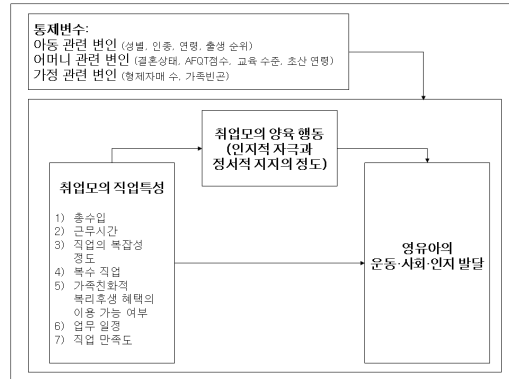 통제변수:
아동 관련 변인 (성별, 인종, 연령, 출생 순위)
어머니 관련 변인 (결혼상태, AFQT점수, 교육 수준, 초산 연령)
가정 관련 변인 (형제자매 수, 가족빈곤)
취업모의 양육 행동
(인지적 자극과
정서적 지지의 정도)
취업모의 직업특성
1) 총수입
2) 근무시간
3) 직업의 복잡성
정도
4) 복수 직업
5) 가족친화적
복리후생 혜택의
이용 가능 여부
6) 업무 일정
7) 직업 만족도
영유아의
운동·사회·인지 발달